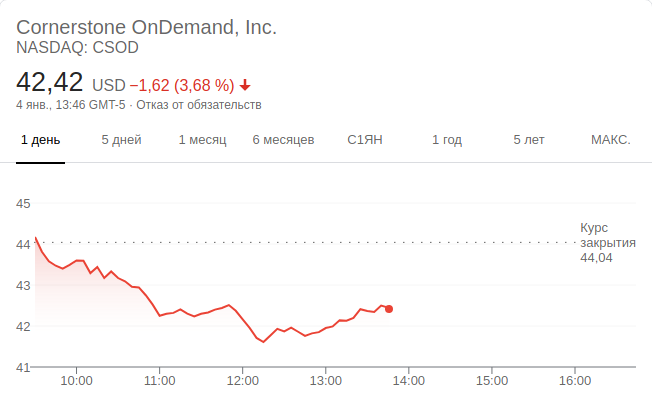 Cornerstone OnDemand, Inc.
NASDAQ: CSOD
42,42 USD −1,62 (3,68 %)
4 янв., 13:46 GMT-5 · Отказ от обязательств
1 день 5 дней 1 месяц 6 месяцев С1ЯН 1 год 5 лет МАКС.
45
Курс
44 закрытия
44,04
43
42
41
10:00 11:00 12:00 13:00 14:00 15:00 16:00